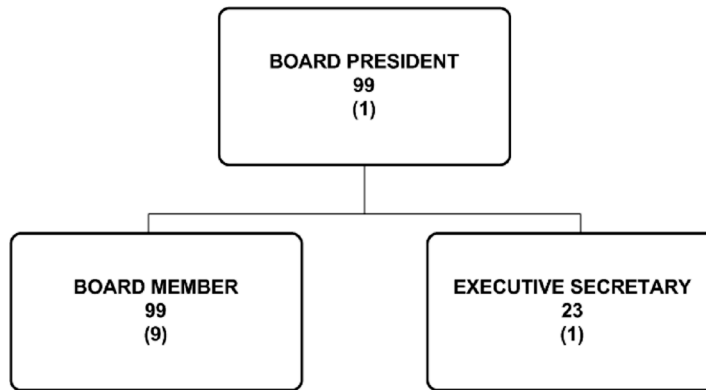 BOARD PRESIDENT
99
(1)
BOARD MEMBER
99
(9)
EXECUTIVE SECRETARY
23
(1)